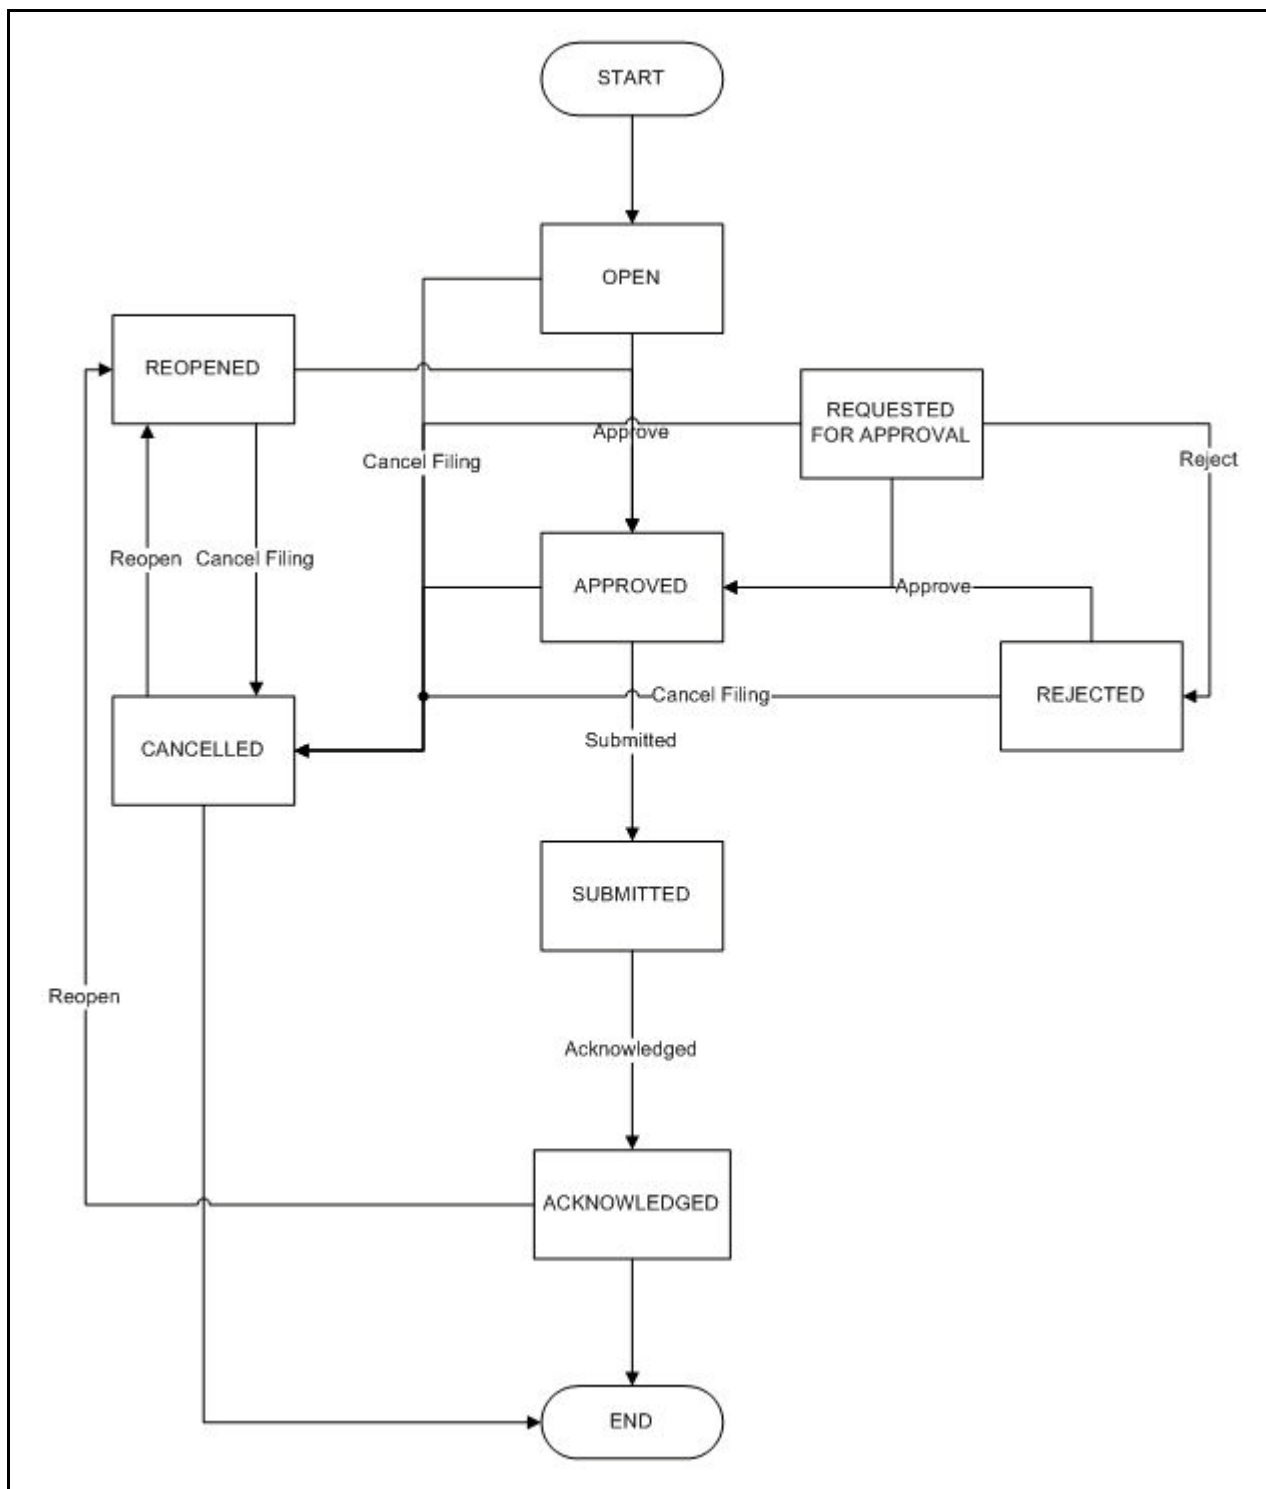 START
OPEN
REOPENED
REQUESTED
FOR APPROVAL
Approve
Cancel Filing
Reject
Reopen
Cancel Filing
APPROVED
Approve
Cancel Filing
REJECTED
Submitted
CANCELLED
SUBMITTED
Reopen
Acknowledged
ACKNOWLEDGED
END